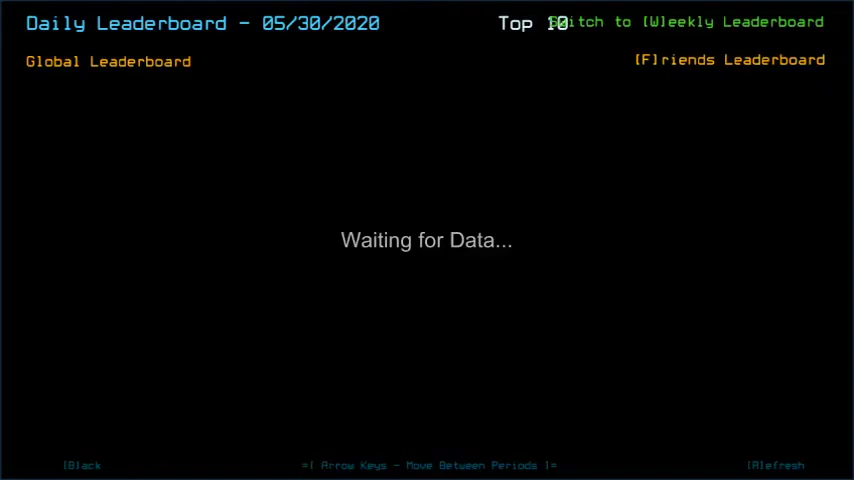 Daily Leaderboard - 05/30/2020
Top 10
Switch to [W]eekly Leaderboard
Global Leaderboard
[F]riends Leaderboard
Waiting for Data...
[B]ack
=[ Arrow Keys - Move Between Periods ]=
[R]efresh